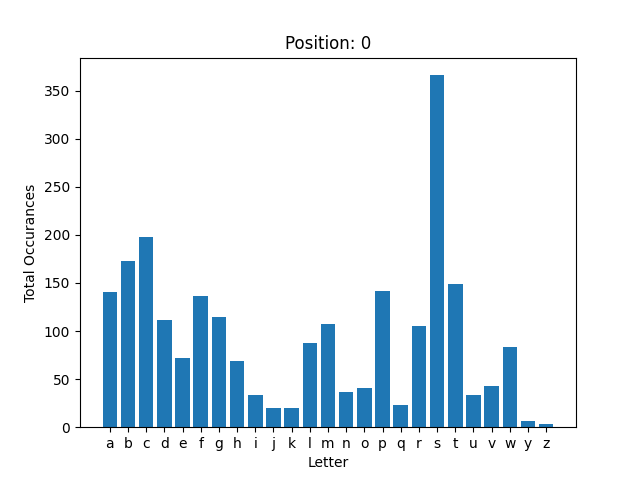 Position: 0
Total Occurances
350
300
250
200
150
100
50
0
a b c d e f g h i j k l m n o p q r s t u v w y z
Letter